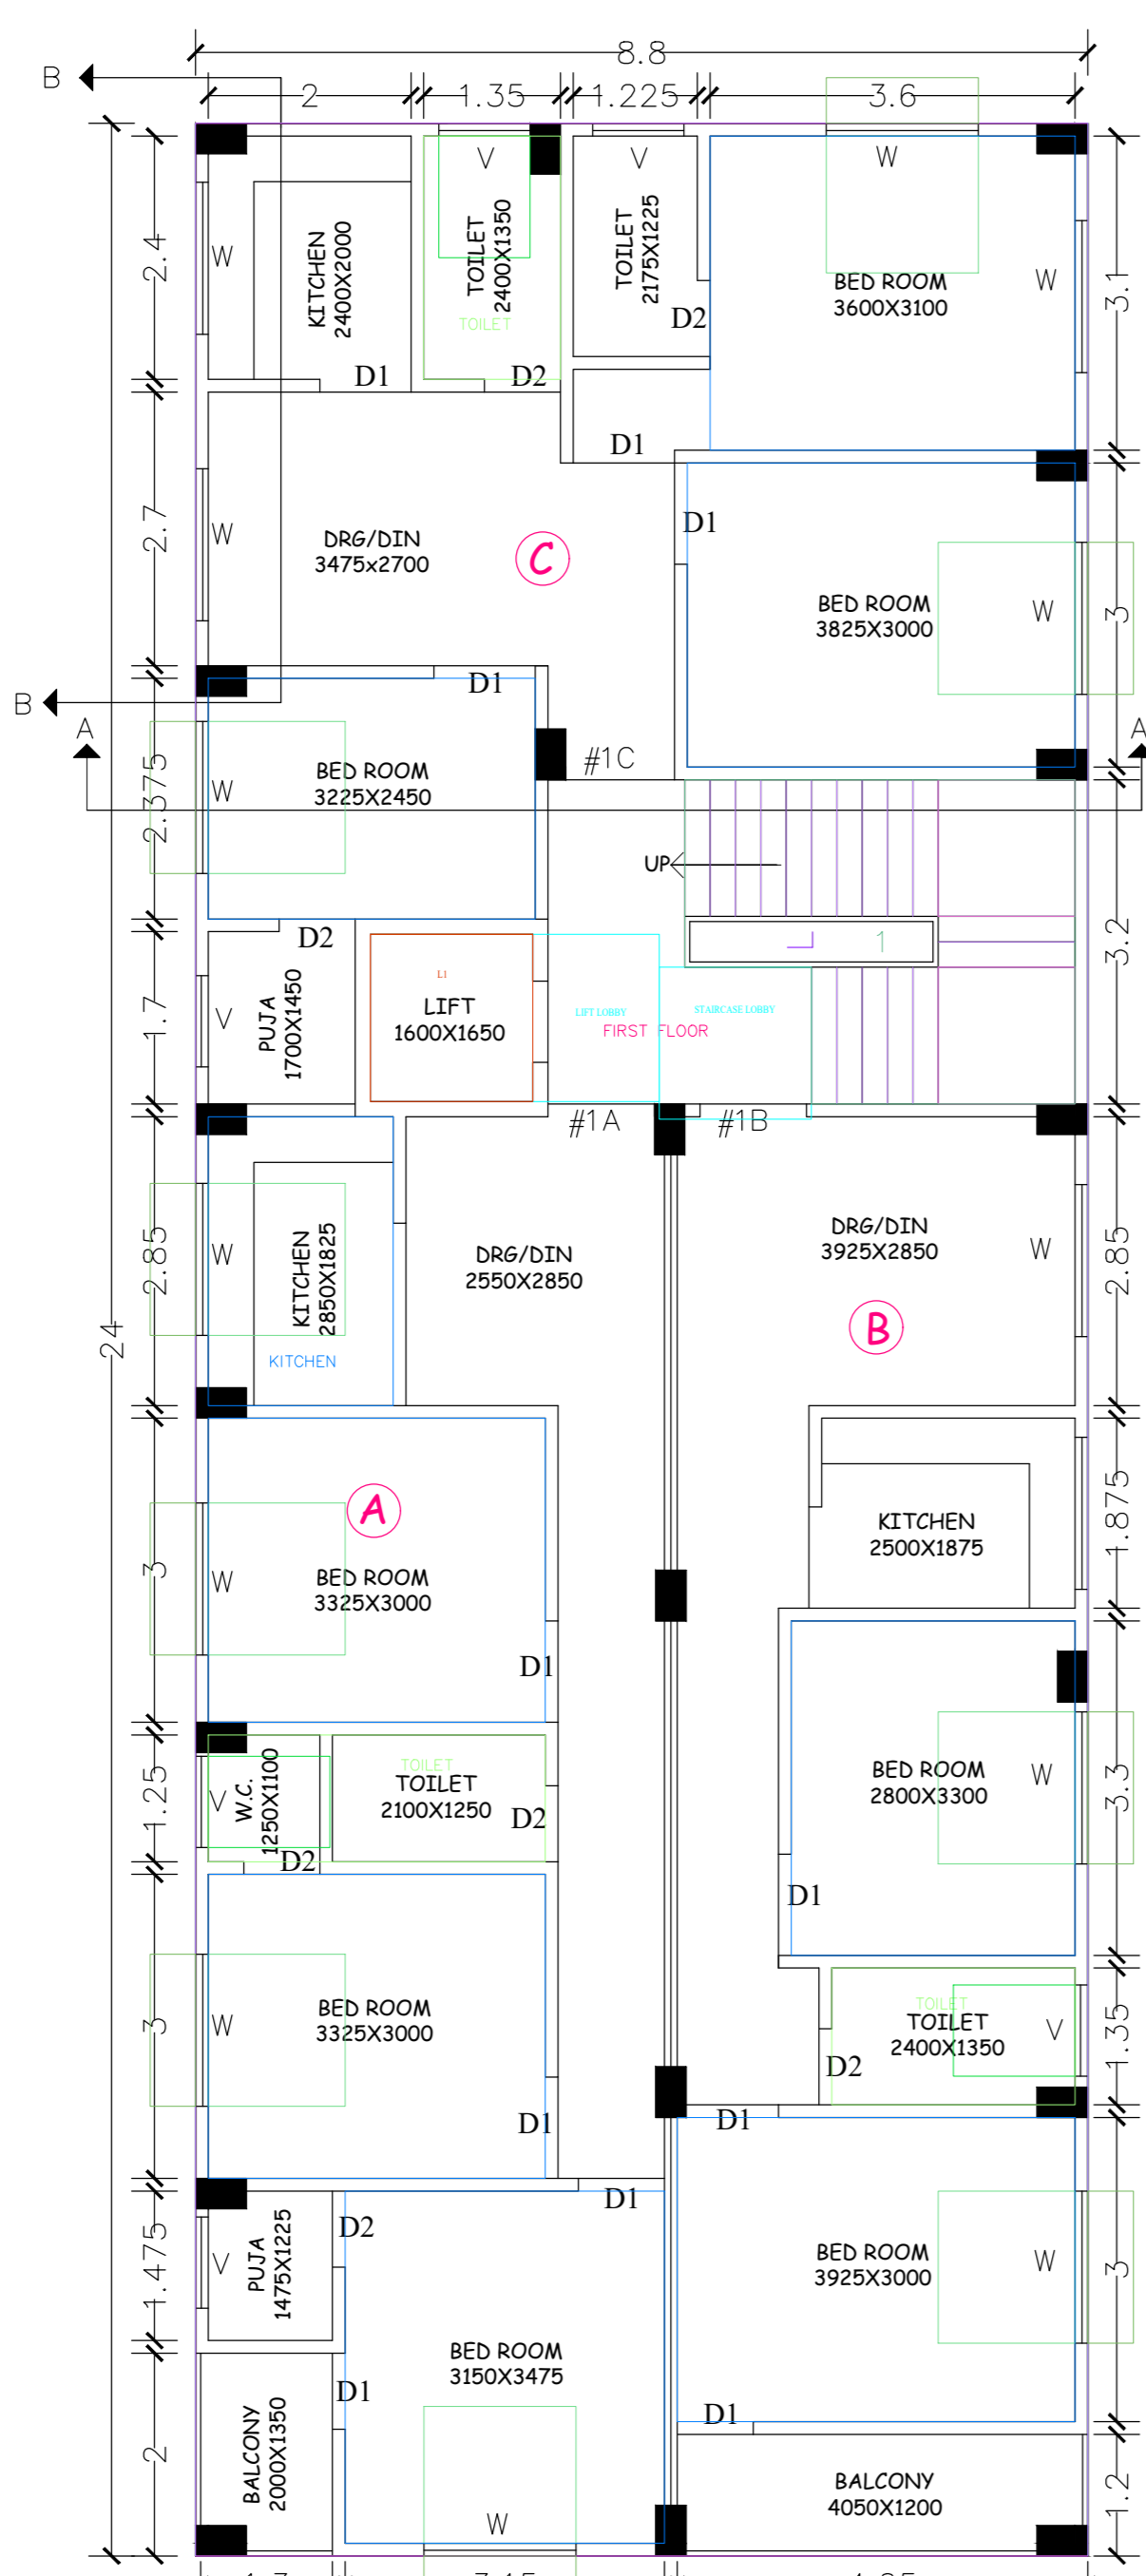 8.8
B
2
1.35
1.225
3.6
V
V
W
2.4
W
KITCHEN
2400X2000
TOILET
2400X1350
TOILET
TOILET
2175X1225
BED ROOM
3600X3100
W
3.1
D2
D1
D2
D1
2.7
W
DRG/DIN
3475x2700
C
D1
BED ROOM
3825X3000
W
3
D1
B
A
A
#1C
2.375
W
BED ROOM
3225X2450
UP
D2
1
3.2
1.7
V
PUJA
1700X1450
L1
LIFT
1600X1650
LIFT LOBBY
STAIRCASE LOBBY
FIRST FLOOR
#1A
#1B
2.85
W
KITCHEN
2850X1825
KITCHEN
DRG/DIN
2550X2850
DRG/DIN
3925X2850
W
2.85
24
B
A
KITCHEN
2500X1875
1.875
3
W
BED ROOM
3325X3000
D1
1.25
V
W.C.
1250X1100
TOILET
TOILET
2100X1250
D2
D2
BED ROOM
2800X3300
W
3.3
D1
3
W
BED ROOM
3325X3000
D1
TOILET
TOILET
2400X1350
V
1.35
D2
D1
D1
1.475
V
PUJA
1475X1225
D2
BED ROOM
3925X3000
W
3
BED ROOM
3150X3475
D1
D1
2
BALCONY
2000X1350
W
BALCONY
4050X1200
1.2